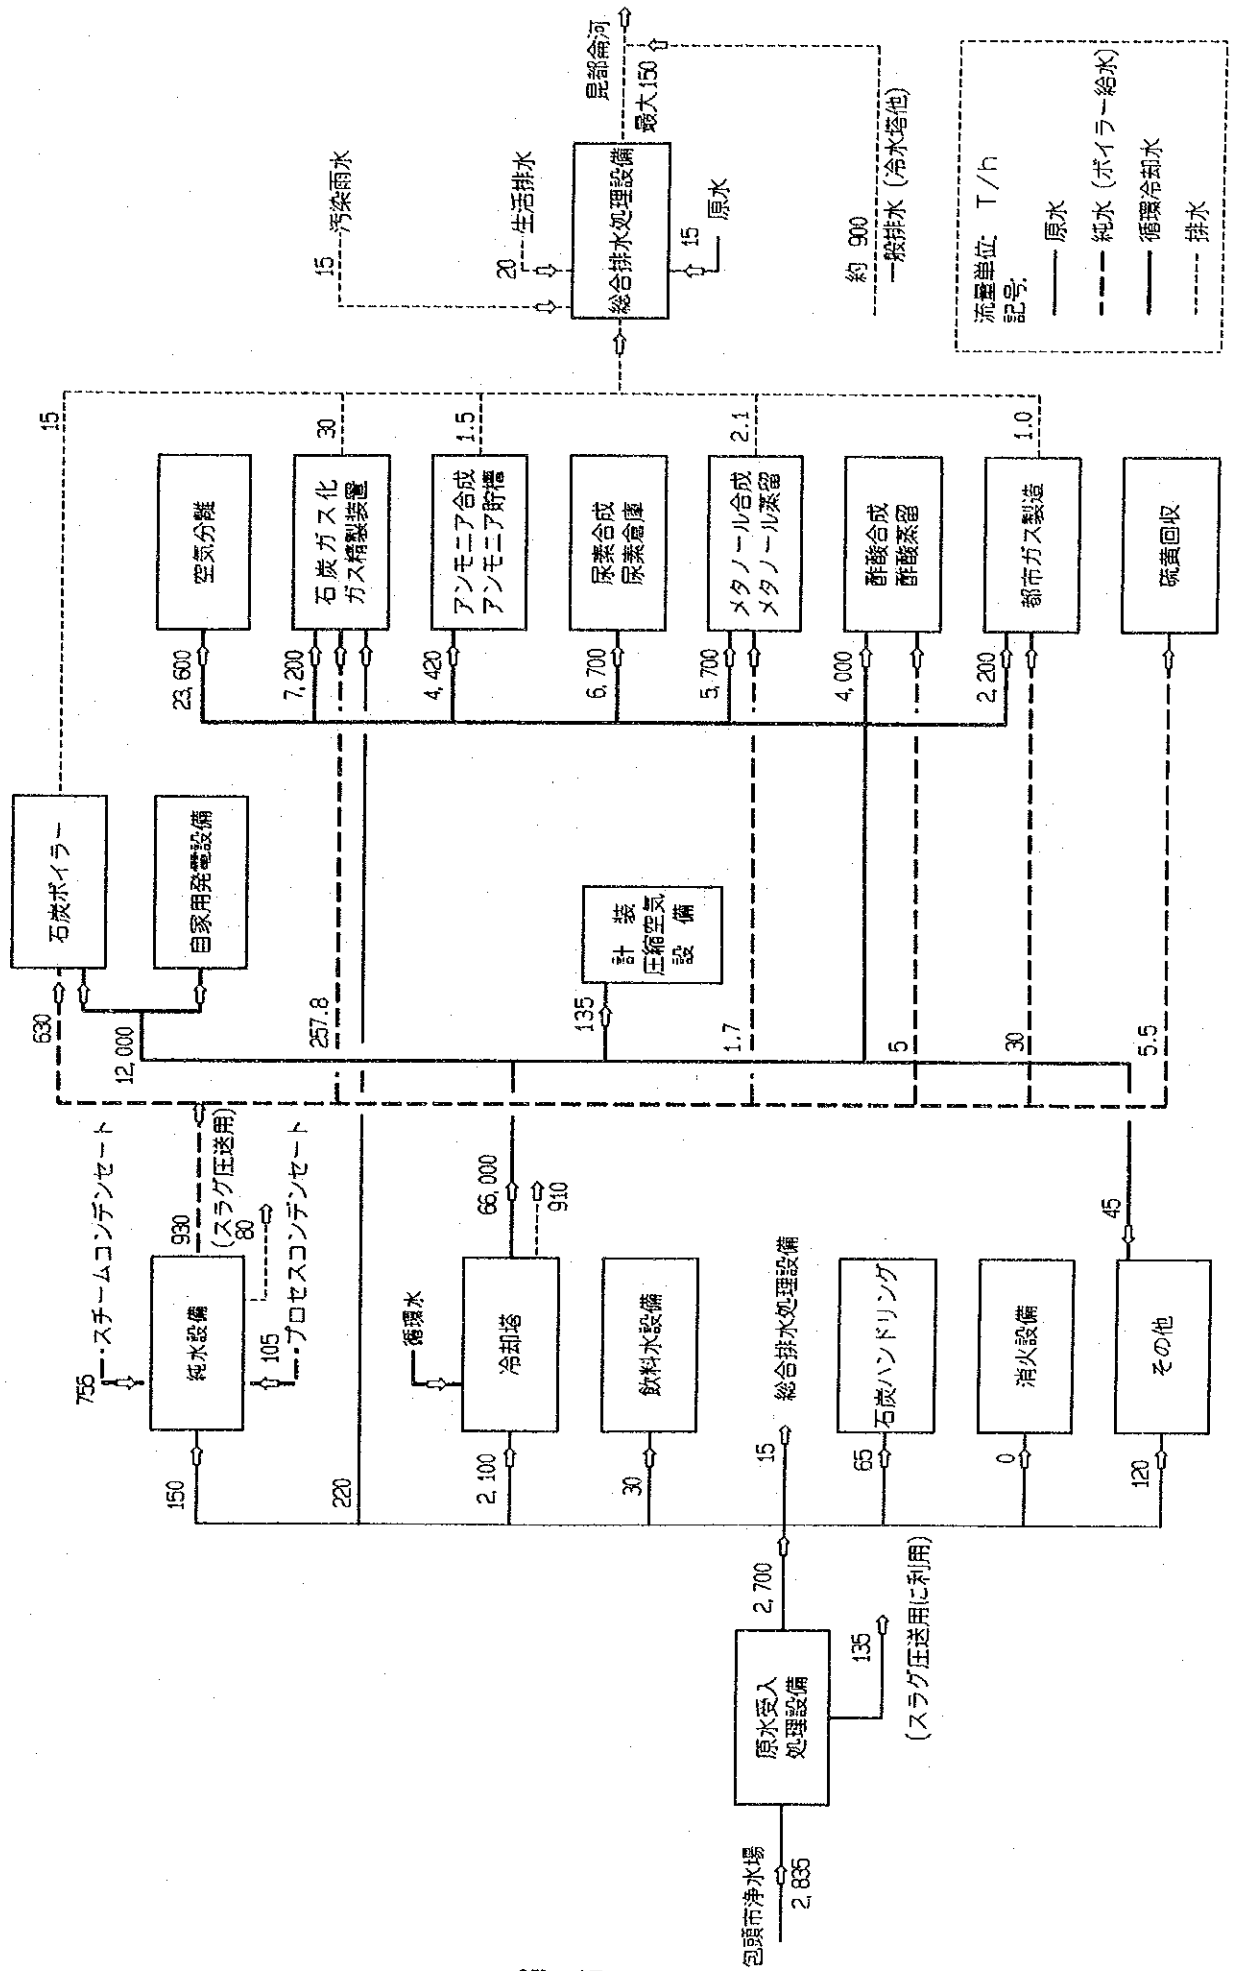 包頭市浄水場
2,835
原水受入
処理設備
135
(スラグ圧送用に利用)
2,700
150
220
2,100
30
15
総合排水処理設備
65
0
120
756
スチームコンデンセート
純水設備
105
プロセスコンデンセート
930
(スラグ圧送用)
80
循環水
冷却塔
66,000
910
飲料水設備
石炭ハンドリング
消火設備
その他
45
630
12,000
石炭ボイラー
自家用発電設備
257.8
135
計装
圧縮空気
設備
1.7
5
30
5.5
23,600
空気分離
7,200
石炭ガス化
ガス精製装置
4,420
アンモニア合成
アンモニア貯槽
6,700
尿素合成
尿素倉庫
5,700
メタノール合成
メタノール蒸留
4,000
酢酸合成
酢酸蒸留
2,200
都市ガス製造
硫黄回収
15
30
1.5
2.1
1.0
15
汚染雨水
20
生活排水
総合排水処理設備
15
原水
昆都侖河
最大150
約 900
一般排水 (冷水塔他)
流量単位: T/h
記号:
原水
純水 (ボイラー給水)
循環冷却水
排水